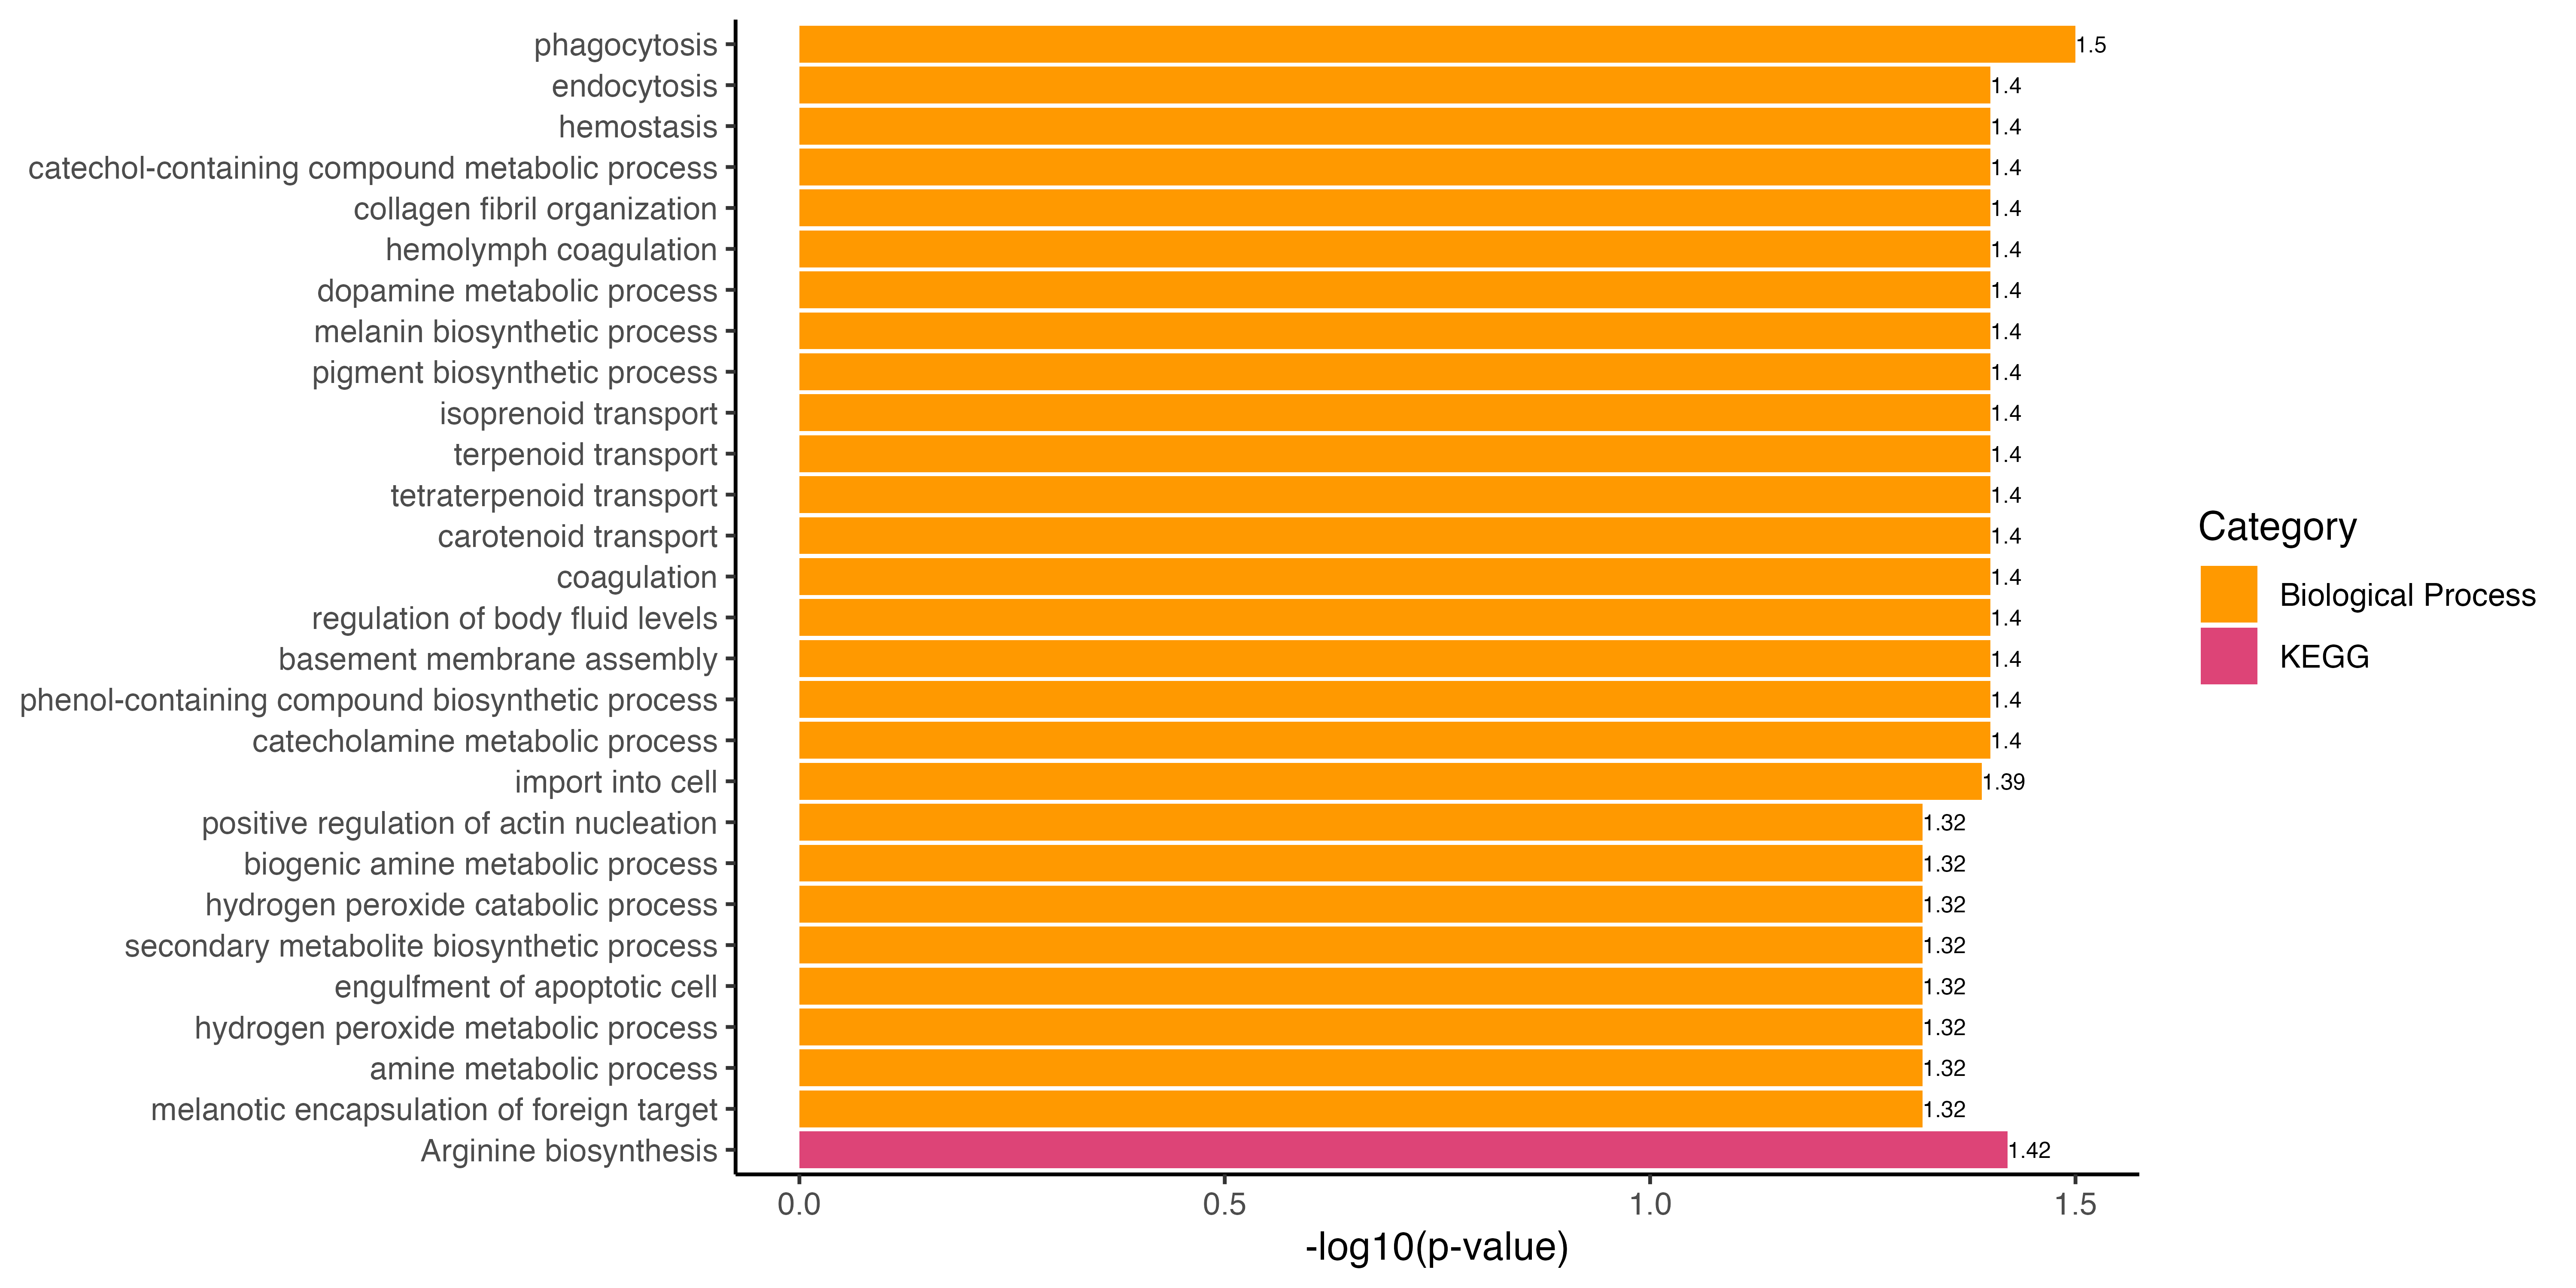 phagocytosis 1.5
endocytosis 1.4
hemostasis 1.4
catechol-containing compound metabolic process 1.4
collagen fibril organization 1.4
hemolymph coagulation 1.4
dopamine metabolic process 1.4
melanin biosynthetic process 1.4
pigment biosynthetic process 1.4
isoprenoid transport 1.4
terpenoid transport 1.4
tetraterpenoid transport 1.4
carotenoid transport 1.4
coagulation 1.4
regulation of body fluid levels 1.4
basement membrane assembly 1.4
phenol-containing compound biosynthetic process 1.4
catecholamine metabolic process 1.4
import into cell 1.39
positive regulation of actin nucleation 1.32
biogenic amine metabolic process 1.32
hydrogen peroxide catabolic process 1.32
secondary metabolite biosynthetic process 1.32
engulfment of apoptotic cell 1.32
hydrogen peroxide metabolic process 1.32
amine metabolic process 1.32
melanotic encapsulation of foreign target 1.32
Arginine biosynthesis 1.42
0.0 0.5 1.0 1.5
-log10(p-value)
Category
Biological Process
KEGG